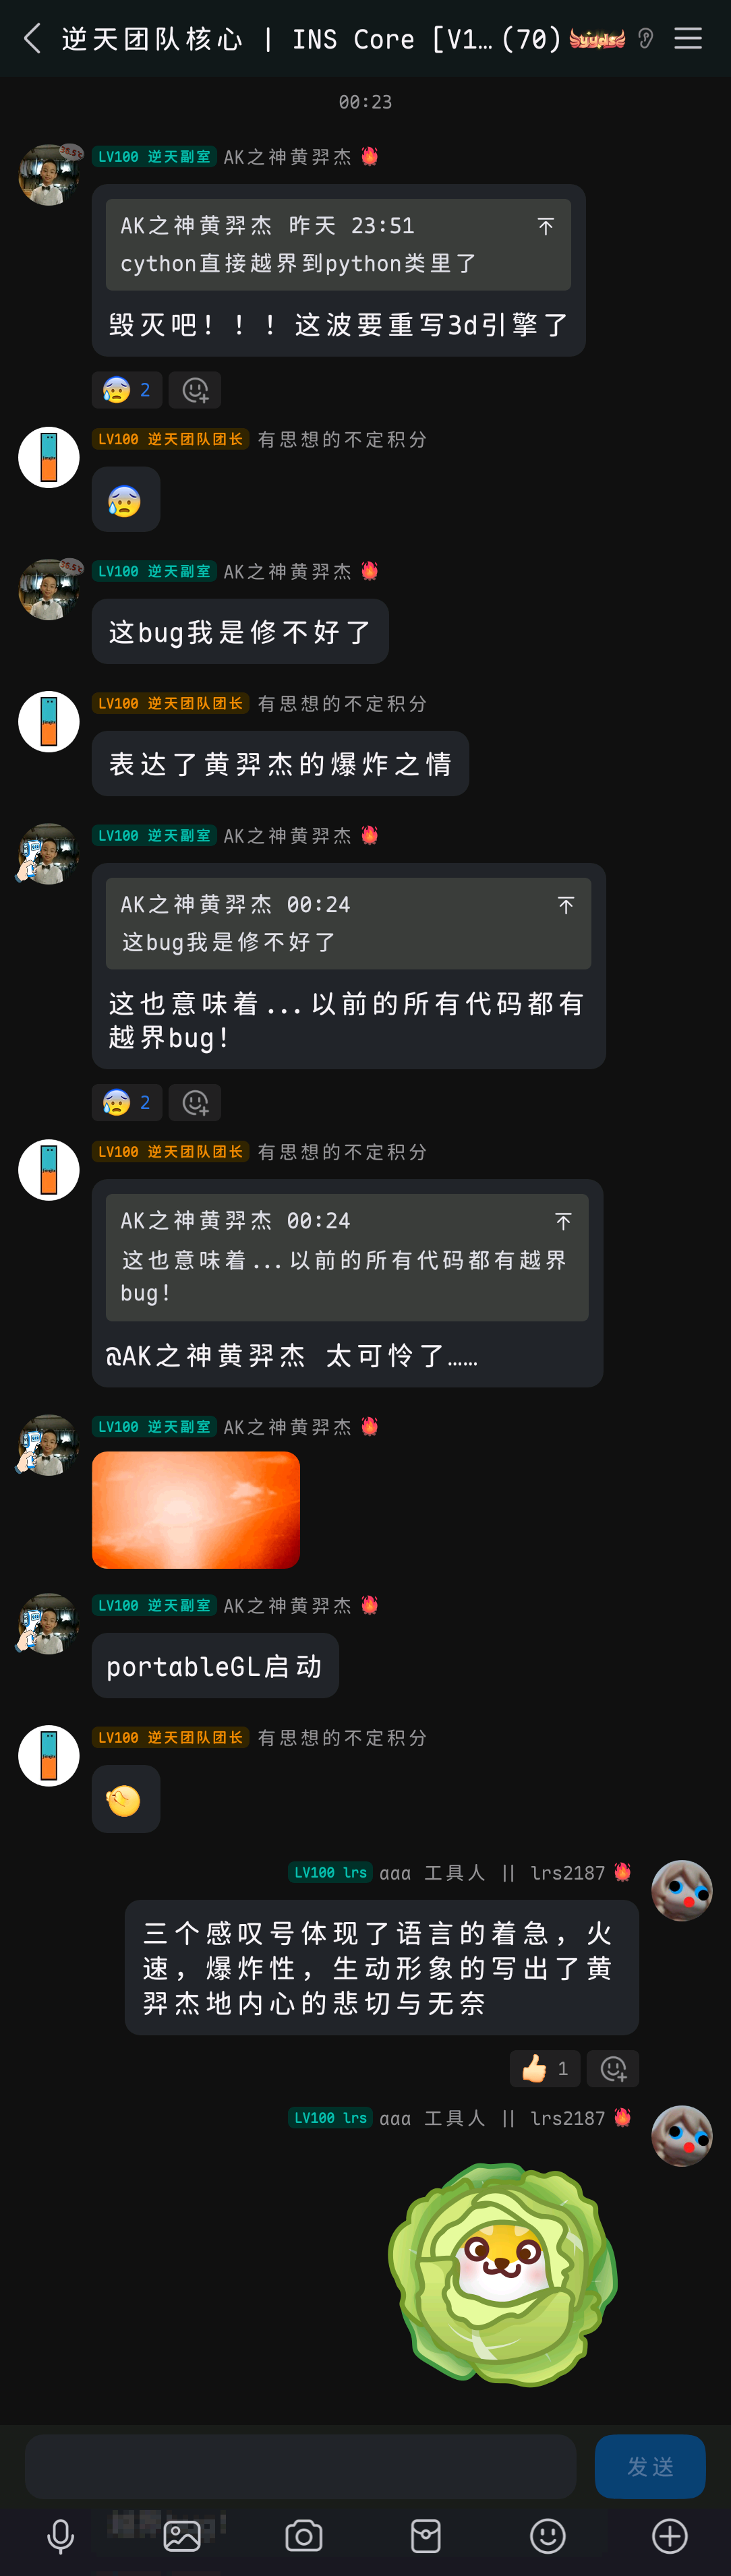 逆天团队核心 | INS Core [V1…(70)
yyds
00:23
LV100 逆天副室 AK之神黄羿杰
AK之神黄羿杰 昨天 23:51
cython直接越界到python类里了
毁灭吧！！！这波要重写3d引擎了
2
LV100 逆天团队团长 有思想的不定积分
LV100 逆天副室 AK之神黄羿杰
这bug我是修不好了
LV100 逆天团队团长 有思想的不定积分
表达了黄羿杰的爆炸之情
LV100 逆天副室 AK之神黄羿杰
AK之神黄羿杰 00:24
这bug我是修不好了
这也意味着...以前的所有代码都有
越界bug！
2
LV100 逆天团队团长 有思想的不定积分
AK之神黄羿杰 00:24
这也意味着...以前的所有代码都有越界
bug！
@AK之神黄羿杰 太可怜了……
LV100 逆天副室 AK之神黄羿杰
LV100 逆天副室 AK之神黄羿杰
portableGL启动
LV100 逆天团队团长 有思想的不定积分
LV100 lrs ααα 工具人 || lrs2187
三个感叹号体现了语言的着急，火
速，爆炸性，生动形象的写出了黄
羿杰地内心的悲切与无奈
1
LV100 lrs ααα 工具人 || lrs2187
发送